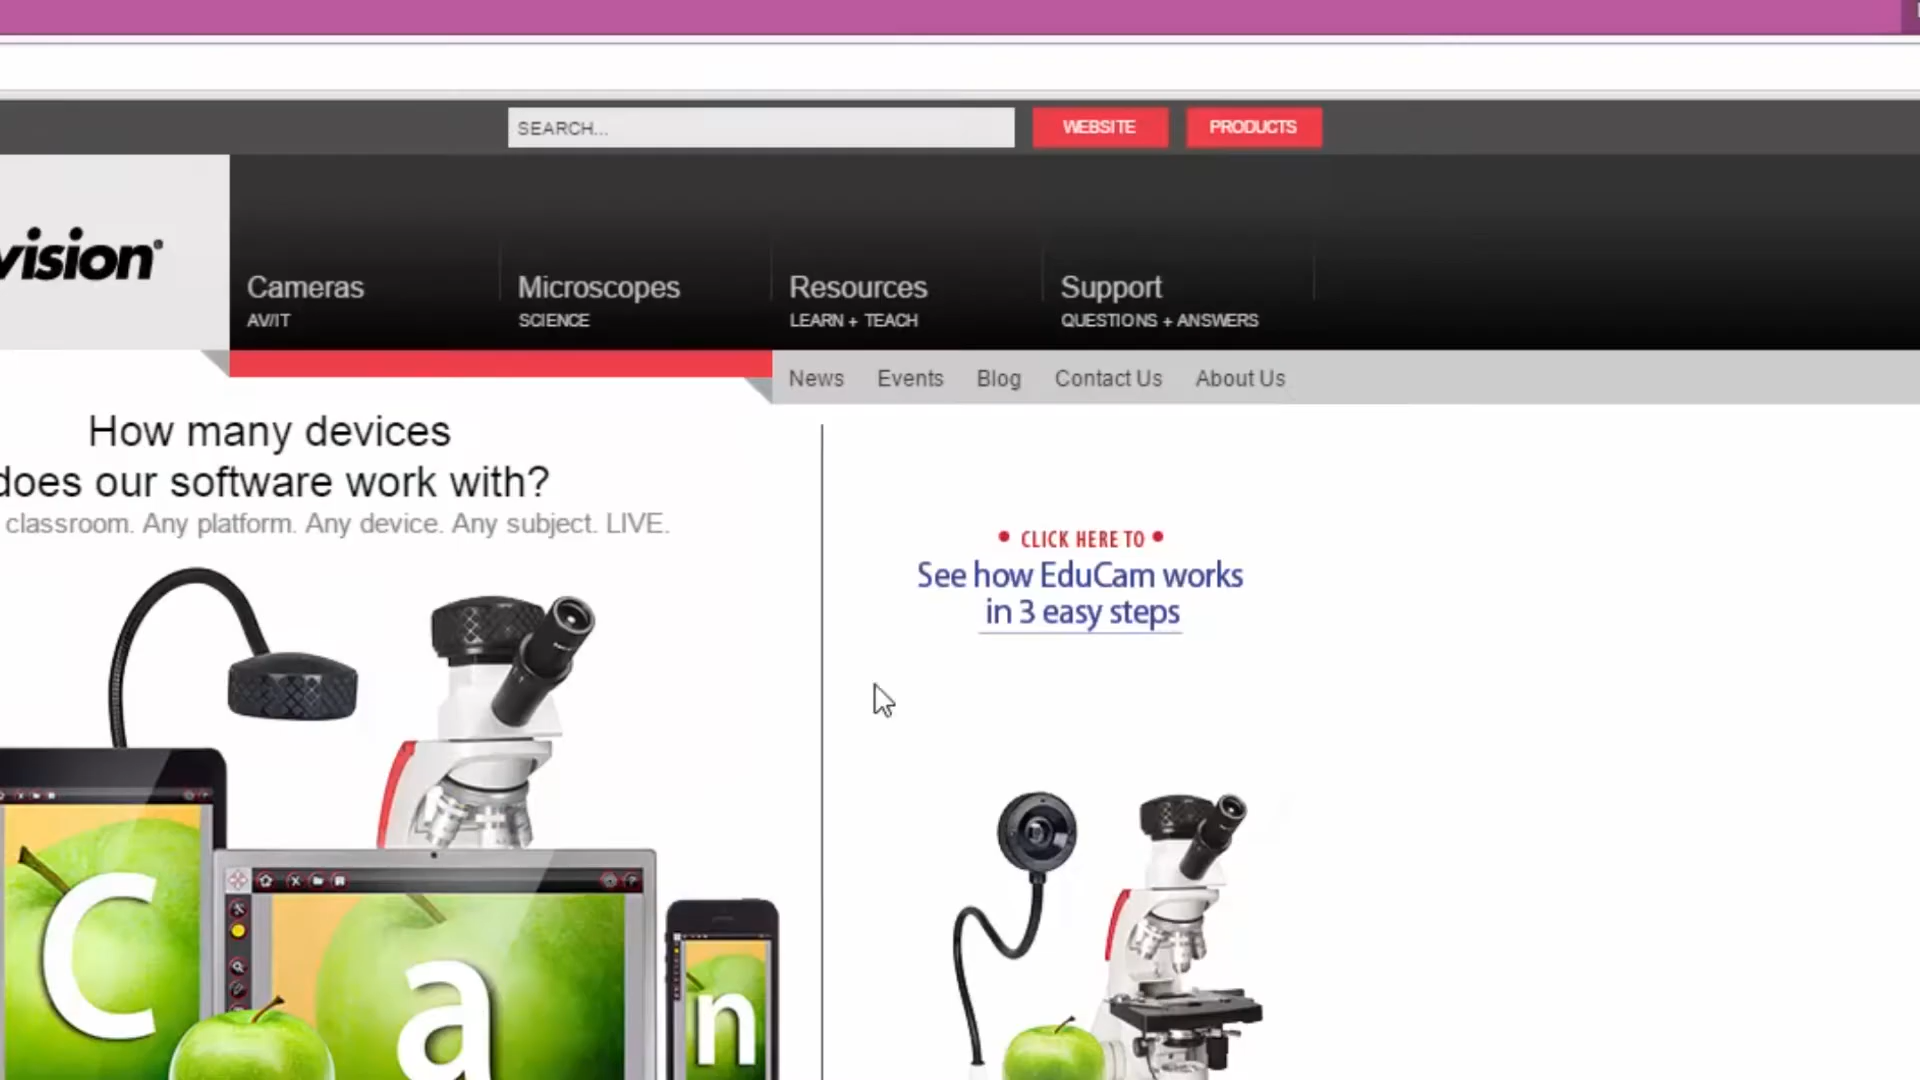 SEARCH...
WEBSITE
PRODUCTS
vision
Cameras
AV/IT
Microscopes
SCIENCE
Resources
LEARN + TEACH
Support
QUESTIONS + ANSWERS
News
Events
Blog
Contact Us
About Us
How many devices
does our software work with?
classroom. Any platform. Any device. Any subject. LIVE.
• CLICK HERE TO •
See how EduCam works
in 3 easy steps
C
a
n